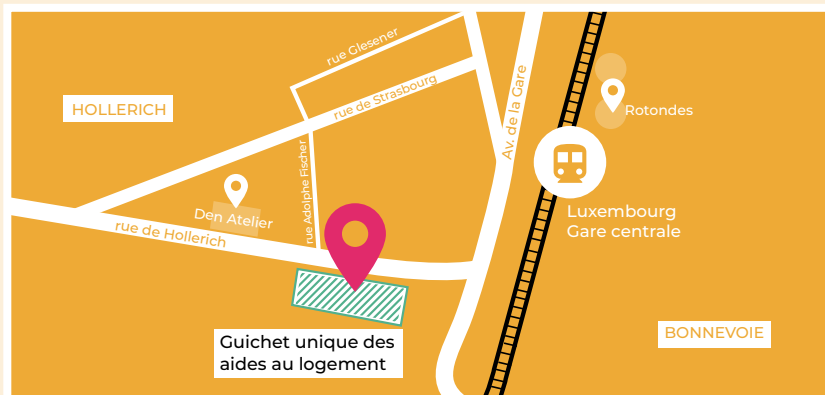 rue Glesener
HOLLERICH
rue de Strasbourg
Av. de la Gare
Rotondes
rue Adolphe Fischer
Den Atelier
rue de Hollerich
Luxembourg
Gare centrale
Guichet unique des
aides au logement
BONNEVOIE